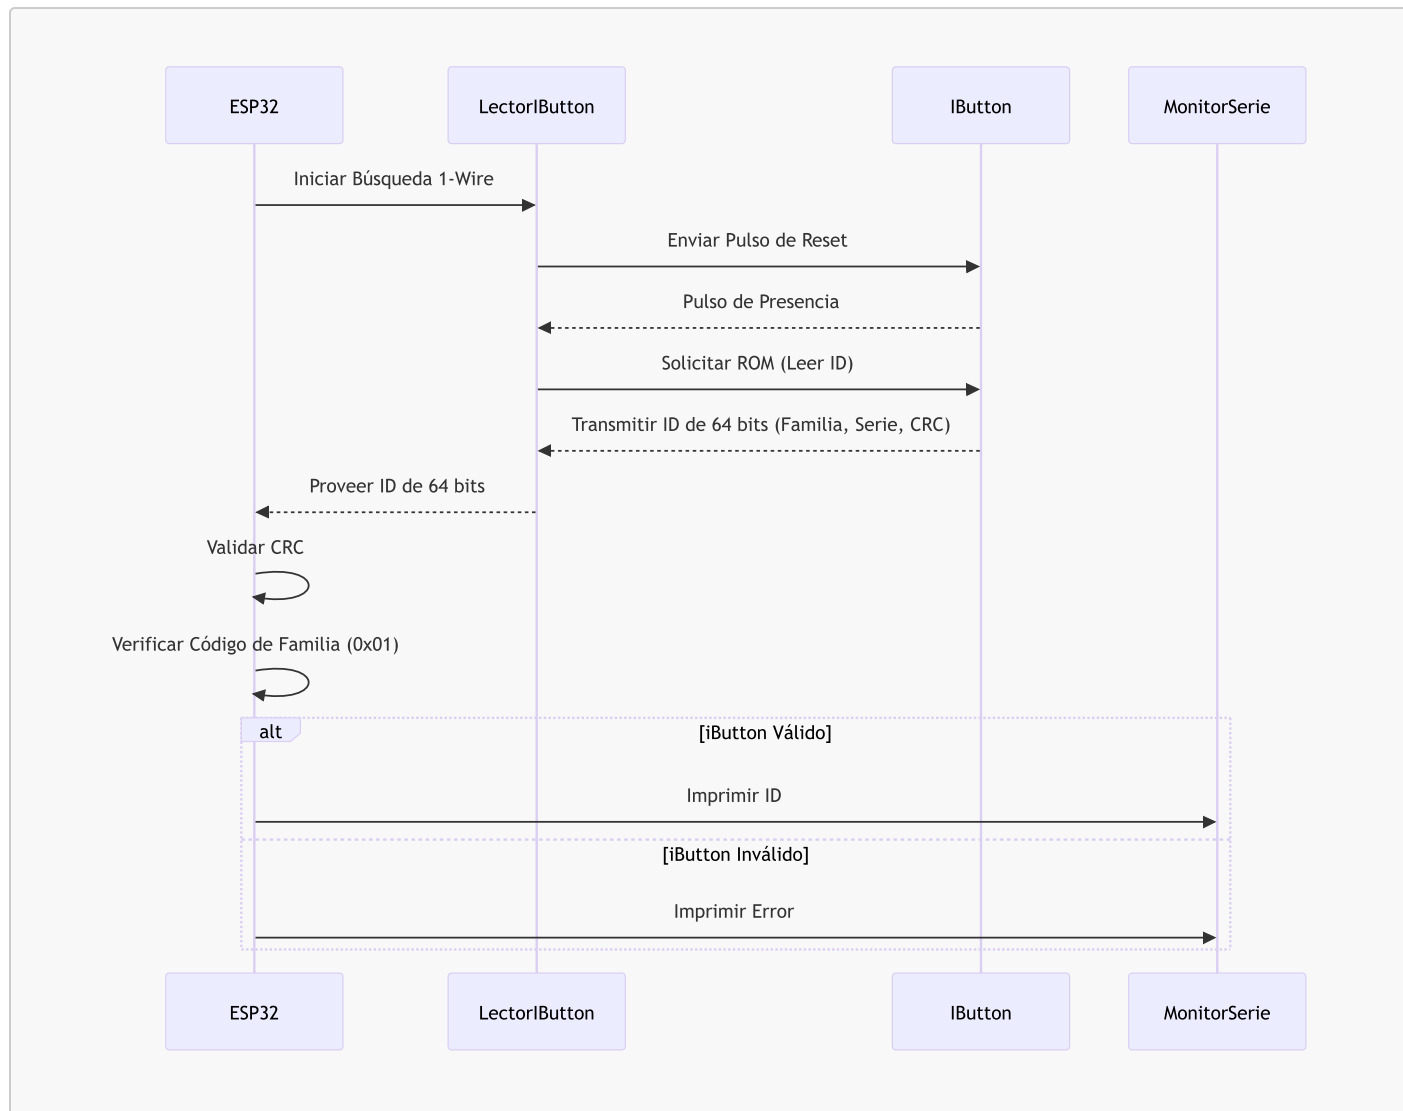 ESP32
LectorIButton
IButton
MonitorSerie
Iniciar Búsqueda 1-Wire
Enviar Pulso de Reset
Pulso de Presencia
Solicitar ROM (Leer ID)
Transmitir ID de 64 bits (Familia, Serie, CRC)
Proveer ID de 64 bits
Validar CRC
Verificar Código de Familia (0x01)
alt
[iButton Válido]
Imprimir ID
[iButton Inválido]
Imprimir Error
ESP32
LectorIButton
IButton
MonitorSerie